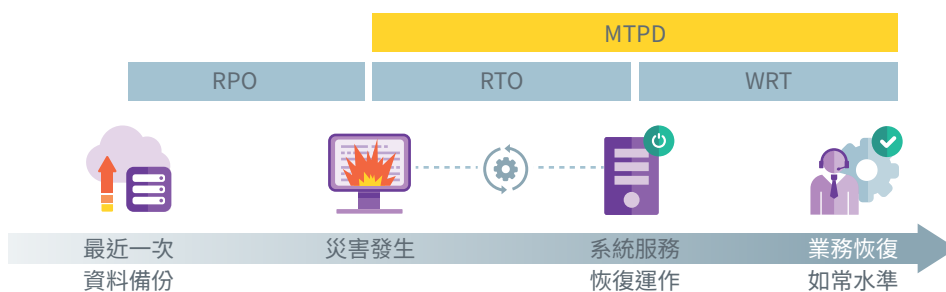 MTPD
RPO
RTO
WRT
最近一次
資料備份
災害發生
系統服務
恢復運作
業務恢復
如常水準